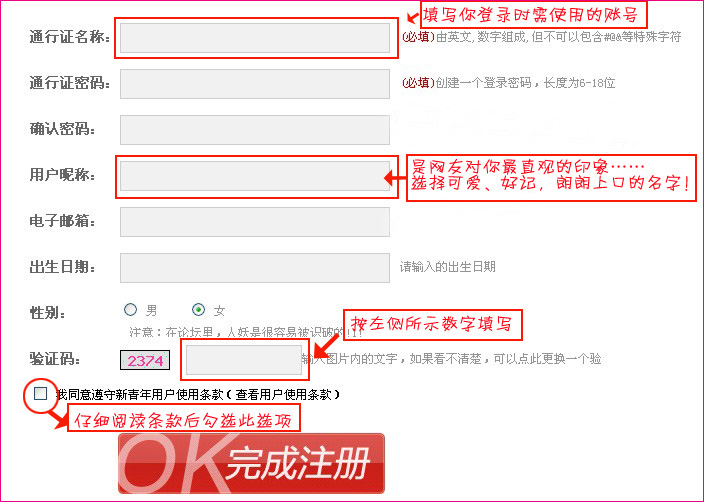 填写你登录时需使用的账号
通行证名称：
(必填)由英文,数字组成,但不可以包含#@&等特殊字符
通行证密码：
(必填)创建一个登录密码，长度为6-18位
确认密码：
用户昵称：
是网友对你最直观的印象……
选择可爱、好记，朗朗上口的名字！
电子邮箱：
出生日期：
请输入的出生日期
性别：
男 女
注意：在论坛里，人妖是很容易被识破的!!!
按左侧所示数字填写
验证码：
2374
输入图片内的文字，如果看不清楚，可以点此更换一个验
我同意遵守新青年用户使用条款（查看用户使用条款）
仔细阅读条款后勾选此选项
OK完成注册